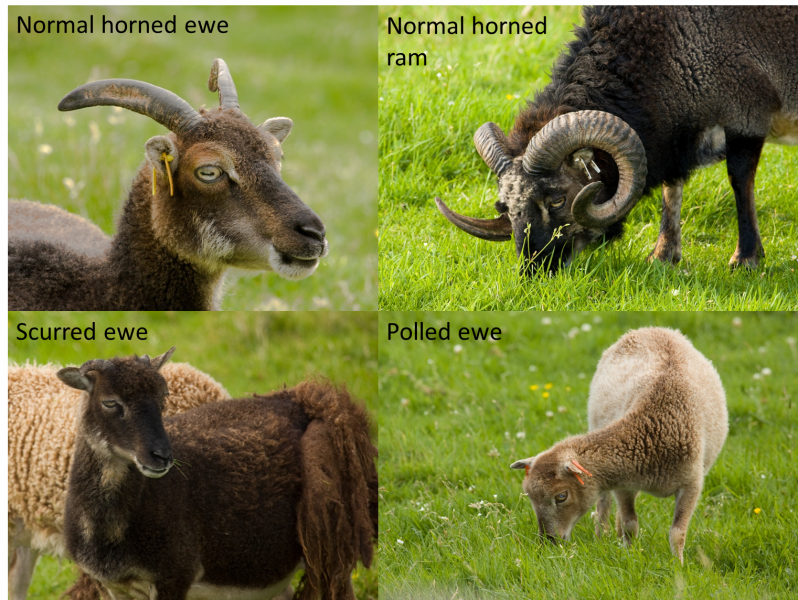 Normal horned ewe
Normal horned
ram
Scurred ewe
Polled ewe